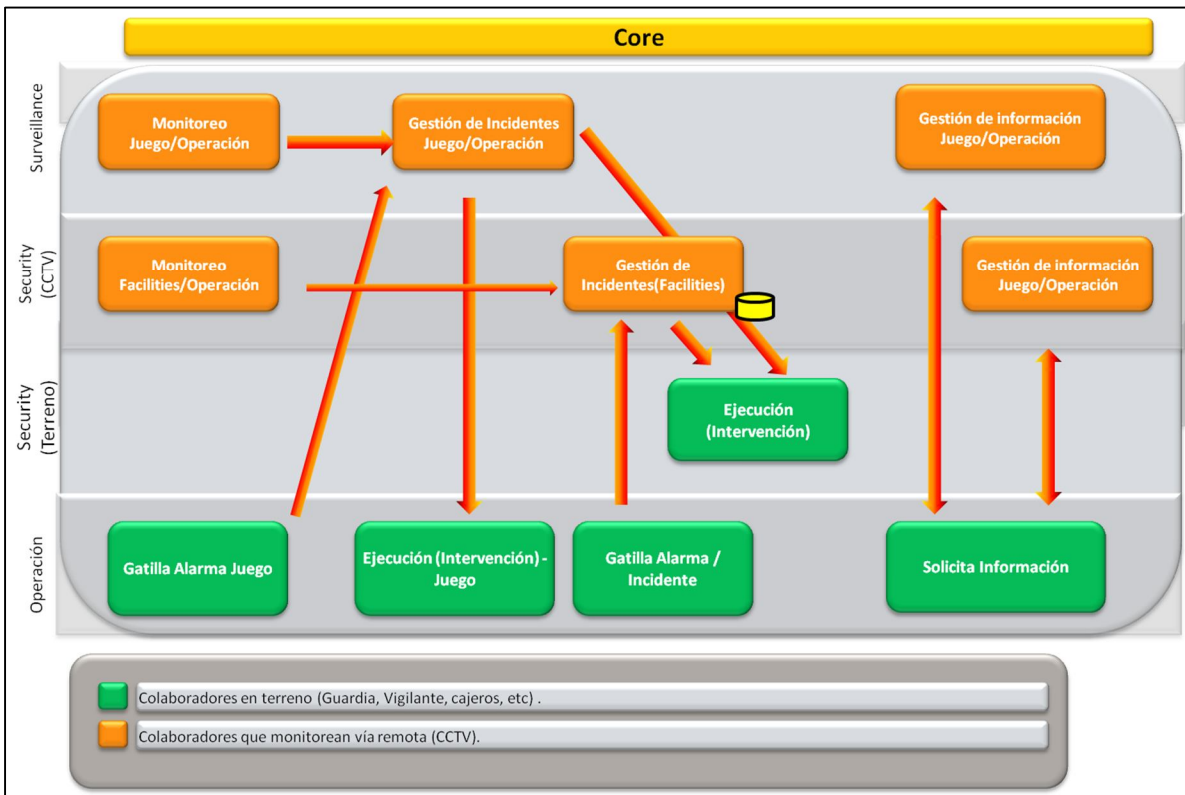 Core
Surveillance
Monitoreo
Juego/Operación
Gestión de Incidentes
Juego/Operación
Gestión de información
Juego/Operación
Security
(CCTV)
Monitoreo
Facilities/Operación
Gestión de
Incidentes(Facilities)
Gestión de información
Juego/Operación
Security
(Terreno)
Ejecución
(Intervención)
Operación
Gatilla Alarma Juego
Ejecución (Intervención) -
Juego
Gatilla Alarma /
Incidente
Solicita Información
Colaboradores en terreno (Guardia, Vigilante, cajeros, etc) .
Colaboradores que monitorean vía remota (CCTV).